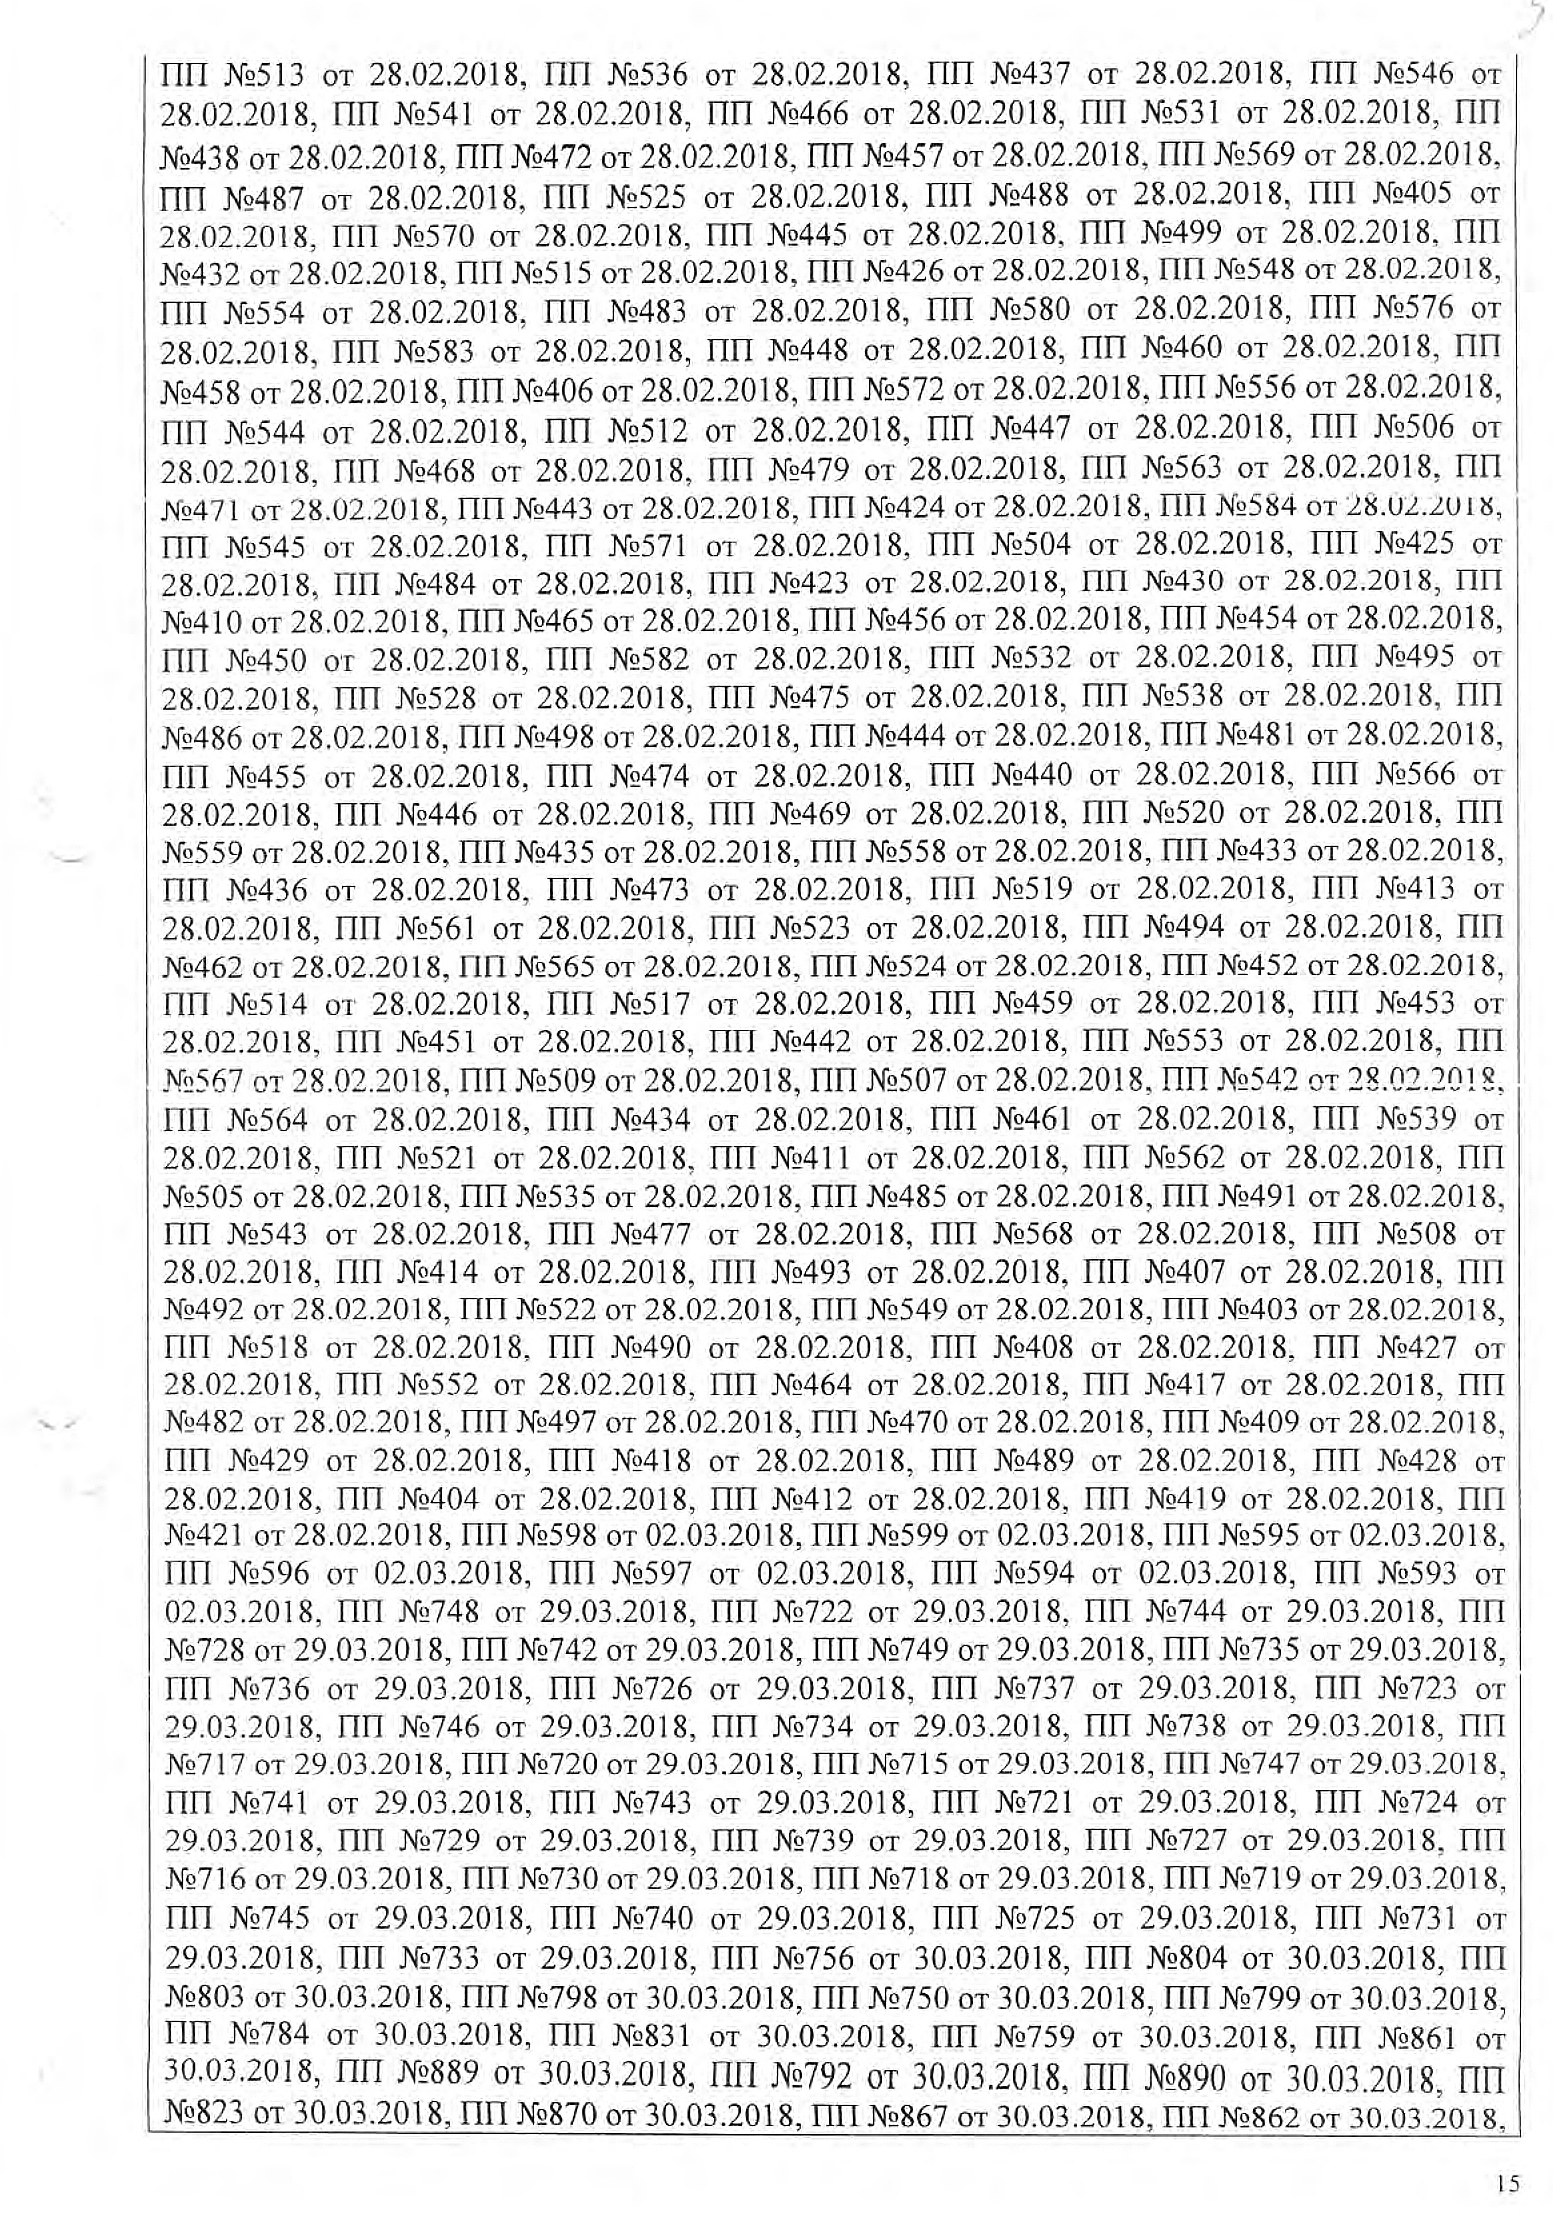 ПП №513 от 28.02.2018, ПП №536 от 28.02.2018, ПП №437 от 28.02.2018, ПП №546 от
28.02.2018, ПП №541 от 28.02.2018, ПП №466 от 28.02.2018, ПП №531 от 28.02.2018, ПП
№438 от 28.02.2018, ПП №472 от 28.02.2018, ПП №457 от 28.02.2018, ПП №569 от 28.02.2018,
ПП №487 от 28.02.2018, ПП №525 от 28.02.2018, ПП №488 от 28.02.2018, ПП №405 от
28.02.2018, ПП №570 от 28.02.2018, ПП №445 от 28.02.2018, ПП №499 от 28.02.2018, ПП
№432 от 28.02.2018, ПП №515 от 28.02.2018, ПП №426 от 28.02.2018, ПП №548 от 28.02.2018,
ПП №554 от 28.02.2018, ПП №483 от 28.02.2018, ПП №580 от 28.02.2018, ПП №576 от
28.02.2018, ПП №583 от 28.02.2018, ПП №448 от 28.02.2018, ПП №460 от 28.02.2018, ПП
№458 от 28.02.2018, ПП №406 от 28.02.2018, ПП №572 от 28.02.2018, ПП №556 от 28.02.2018,
ПП №544 от 28.02.2018, ПП №512 от 28.02.2018, ПП №447 от 28.02.2018, ПП №506 от
28.02.2018, ПП №468 от 28.02.2018, ПП №479 от 28.02.2018, ПП №563 от 28.02.2018, ПП
№471 от 28.02.2018, ПП №443 от 28.02.2018, ПП №424 от 28.02.2018, ПП №584 от 28.02.2018,
ПП №545 от 28.02.2018, ПП №571 от 28.02.2018, ПП №504 от 28.02.2018, ПП №425 от
28.02.2018, ПП №484 от 28.02.2018, ПП №423 от 28.02.2018, ПП №430 от 28.02.2018, ПП
№410 от 28.02.2018, ПП №465 от 28.02.2018, ПП №456 от 28.02.2018, ПП №454 от 28.02.2018,
ПП №450 от 28.02.2018, ПП №582 от 28.02.2018, ПП №532 от 28.02.2018, ПП №495 от
28.02.2018, ПП №528 от 28.02.2018, ПП №475 от 28.02.2018, ПП №538 от 28.02.2018, ПП
№486 от 28.02.2018, ПП №498 от 28.02.2018, ПП №444 от 28.02.2018, ПП №481 от 28.02.2018,
ПП №455 от 28.02.2018, ПП №474 от 28.02.2018, ПП №440 от 28.02.2018, ПП №566 от
28.02.2018, ПП №446 от 28.02.2018, ПП №469 от 28.02.2018, ПП №520 от 28.02.2018, ПП
№559 от 28.02.2018, ПП №435 от 28.02.2018, ПП №558 от 28.02.2018, ПП №433 от 28.02.2018,
ПП №436 от 28.02.2018, ПП №473 от 28.02.2018, ПП №519 от 28.02.2018, ПП №413 от
28.02.2018, ПП №561 от 28.02.2018, ПП №523 от 28.02.2018, ПП №494 от 28.02.2018, ПП
№462 от 28.02.2018, ПП №565 от 28.02.2018, ПП №524 от 28.02.2018, ПП №452 от 28.02.2018,
ПП №514 от 28.02.2018, ПП №517 от 28.02.2018, ПП №459 от 28.02.2018, ПП №453 от
28.02.2018, ПП №451 от 28.02.2018, ПП №442 от 28.02.2018, ПП №553 от 28.02.2018, ПП
№567 от 28.02.2018, ПП №509 от 28.02.2018, ПП №507 от 28.02.2018, ПП №542 от 28.02.2018,
ПП №564 от 28.02.2018, ПП №434 от 28.02.2018, ПП №461 от 28.02.2018, ПП №539 от
28.02.2018, ПП №521 от 28.02.2018, ПП №411 от 28.02.2018, ПП №562 от 28.02.2018, ПП
№505 от 28.02.2018, ПП №535 от 28.02.2018, ПП №485 от 28.02.2018, ПП №491 от 28.02.2018,
ПП №543 от 28.02.2018, ПП №477 от 28.02.2018, ПП №568 от 28.02.2018, ПП №508 от
28.02.2018, ПП №414 от 28.02.2018, ПП №493 от 28.02.2018, ПП №407 от 28.02.2018, ПП
№492 от 28.02.2018, ПП №522 от 28.02.2018, ПП №549 от 28.02.2018, ПП №403 от 28.02.2018,
ПП №518 от 28.02.2018, ПП №490 от 28.02.2018, ПП №408 от 28.02.2018, ПП №427 от
28.02.2018, ПП №552 от 28.02.2018, ПП №464 от 28.02.2018, ПП №417 от 28.02.2018, ПП
№482 от 28.02.2018, ПП №497 от 28.02.2018, ПП №470 от 28.02.2018, ПП №409 от 28.02.2018,
ПП №429 от 28.02.2018, ПП №418 от 28.02.2018, ПП №489 от 28.02.2018, ПП №428 от
28.02.2018, ПП №404 от 28.02.2018, ПП №412 от 28.02.2018, ПП №419 от 28.02.2018, ПП
№421 от 28.02.2018, ПП №598 от 02.03.2018, ПП №599 от 02.03.2018, ПП №595 от 02.03.2018,
ПП №596 от 02.03.2018, ПП №597 от 02.03.2018, ПП №594 от 02.03.2018, ПП №593 от
02.03.2018, ПП №748 от 29.03.2018, ПП №722 от 29.03.2018, ПП №744 от 29.03.2018, ПП
№728 от 29.03.2018, ПП №742 от 29.03.2018, ПП №749 от 29.03.2018, ПП №735 от 29.03.2018,
ПП №736 от 29.03.2018, ПП №726 от 29.03.2018, ПП №737 от 29.03.2018, ПП №723 от
29.03.2018, ПП №746 от 29.03.2018, ПП №734 от 29.03.2018, ПП №738 от 29.03.2018, ПП
№717 от 29.03.2018, ПП №720 от 29.03.2018, ПП №715 от 29.03.2018, ПП №747 от 29.03.2018,
ПП №741 от 29.03.2018, ПП №743 от 29.03.2018, ПП №721 от 29.03.2018, ПП №724 от
29.03.2018, ПП №729 от 29.03.2018, ПП №739 от 29.03.2018, ПП №727 от 29.03.2018, ПП
№716 от 29.03.2018, ПП №730 от 29.03.2018, ПП №718 от 29.03.2018, ПП №719 от 29.03.2018,
ПП №745 от 29.03.2018, ПП №740 от 29.03.2018, ПП №725 от 29.03.2018, ПП №731 от
29.03.2018, ПП №733 от 29.03.2018, ПП №756 от 30.03.2018, ПП №804 от 30.03.2018, ПП
№803 от 30.03.2018, ПП №798 от 30.03.2018, ПП №750 от 30.03.2018, ПП №799 от 30.03.2018,
ПП №784 от 30.03.2018, ПП №831 от 30.03.2018, ПП №759 от 30.03.2018, ПП №861 от
30.03.2018, ПП №889 от 30.03.2018, ПП №792 от 30.03.2018, ПП №890 от 30.03.2018, ПП
№823 от 30.03.2018, ПП №870 от 30.03.2018, ПП №867 от 30.03.2018, ПП №862 от 30.03.2018,
15